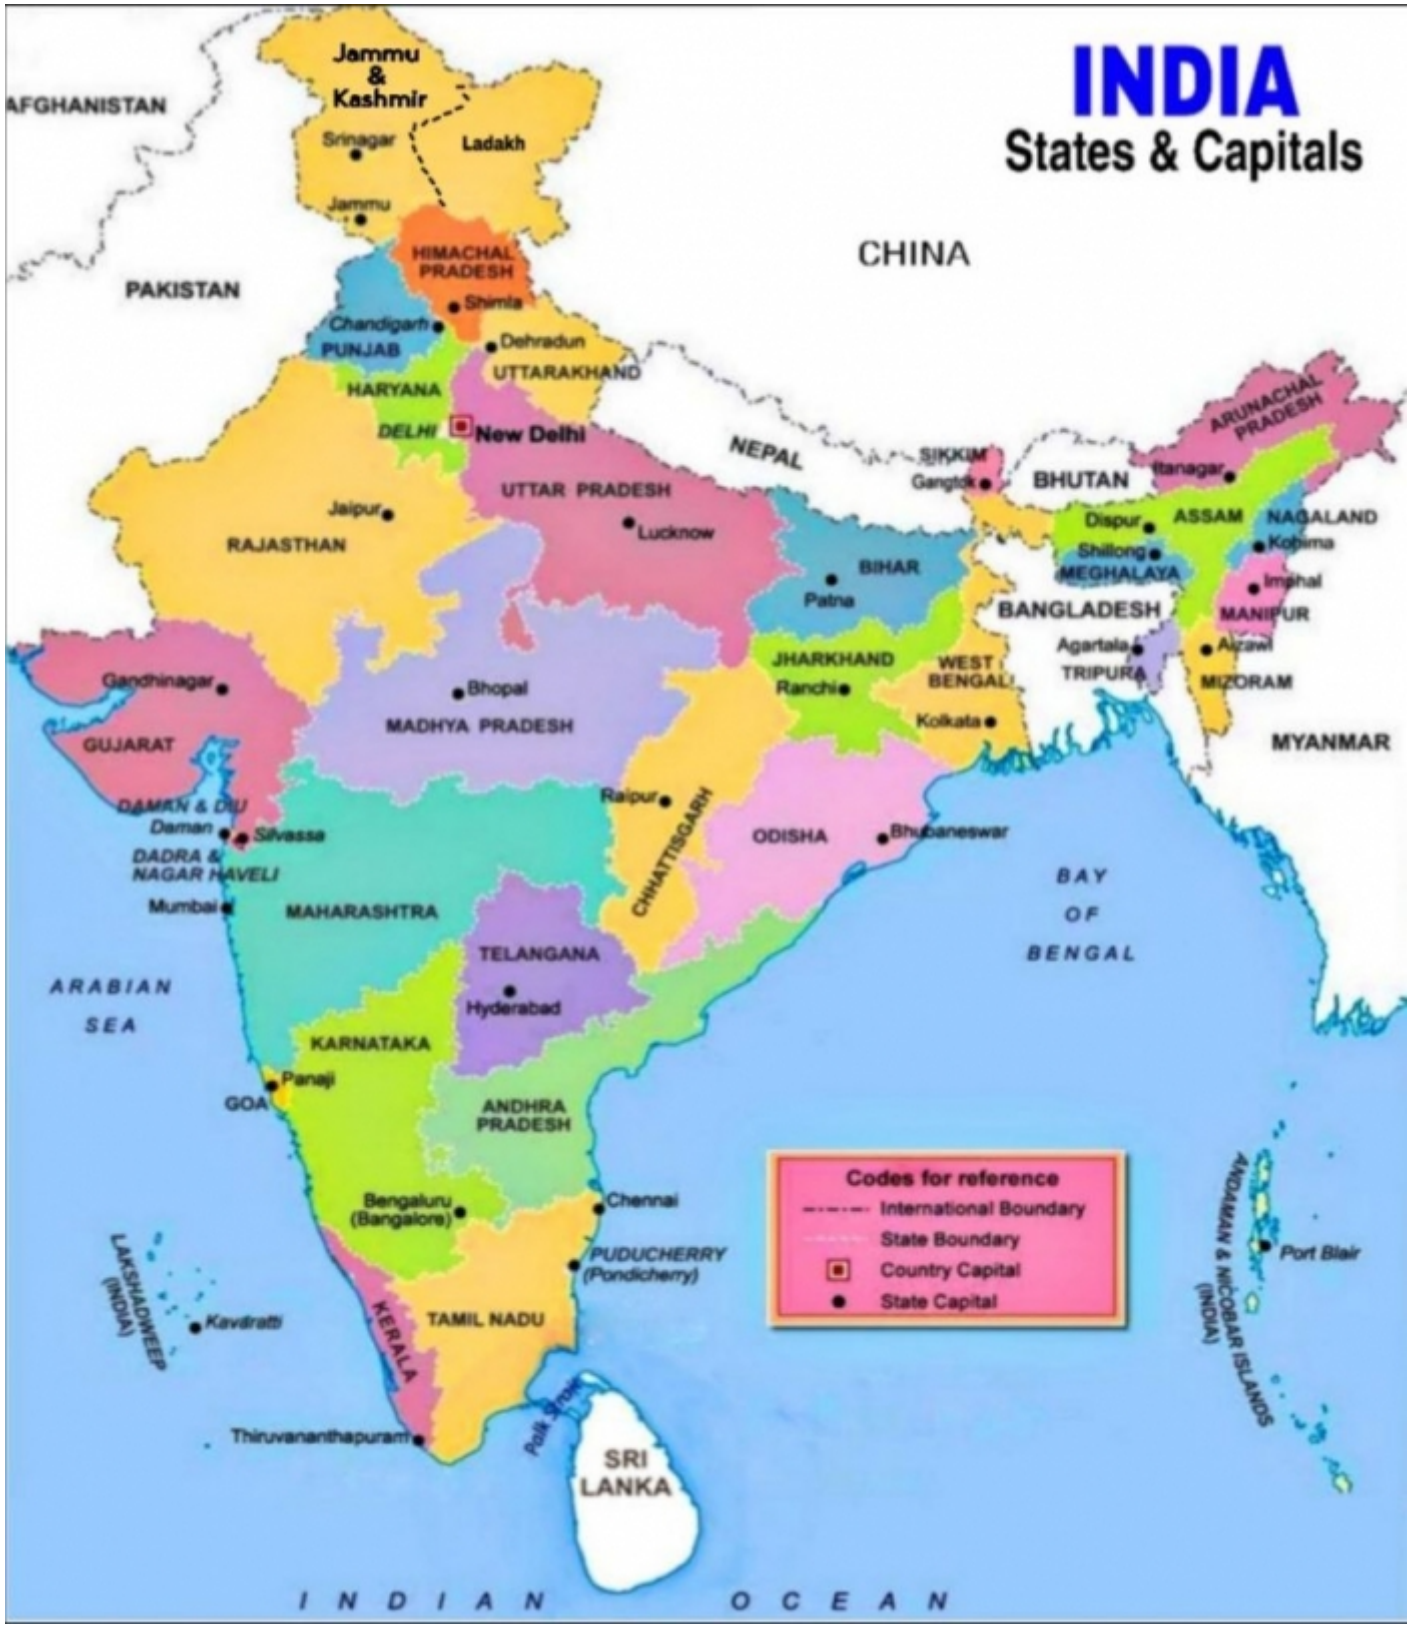 INDIA
States & Capitals
Jammu
&
Kashmir
Srinagar
Jammu
Ladakh
AFGHANISTAN
PAKISTAN
CHINA
HIMACHAL
PRADESH
Shimla
Chandigarh
PUNJAB
Dehradun
UTTARAKHAND
HARYANA
DELHI
New Delhi
NEPAL
SIKKIM
Gangtok
BHUTAN
ARUNACHAL
PRADESH
Itanagar
Dispur
ASSAM
NAGALAND
Kohima
Shillong
MEGHALAYA
Imphal
MANIPUR
BANGLADESH
Agartala
TRIPURA
Aizawl
MIZORAM
MYANMAR
UTTAR PRADESH
Lucknow
Jaipur
RAJASTHAN
BIHAR
Patna
JHARKHAND
Ranchi
WEST
BENGAL
Kolkata
Gandhinagar
GUJARAT
Bhopal
MADHYA PRADESH
Raipur
CHHATTISGARH
ODISHA
Bhubaneswar
DAMAN & DIU
Daman
Silvassa
DADRA &
NAGAR HAVELI
Mumbai
MAHARASHTRA
TELANGANA
Hyderabad
BAY
OF
BENGAL
ARABIAN
SEA
KARNATAKA
Panaji
GOA
ANDHRA
PRADESH
Bengaluru
(Bangalore)
Chennai
PUDUCHERRY
(Pondicherry)
TAMIL NADU
KERALA
Thiruvananthapuram
LAKSHADWEEP
(INDIA)
Kavaratti
Codes for reference
International Boundary
State Boundary
Country Capital
State Capital
ANDAMAN & NICOBAR ISLANDS
(INDIA)
Port Blair
Palk Strait
SRI
LANKA
INDIAN OCEAN